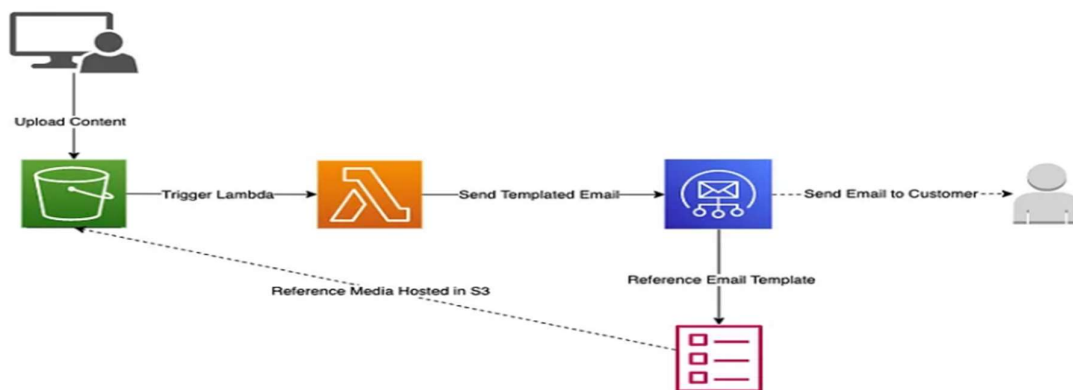 Upload Content
Trigger Lambda
Send Templated Email
Send Email to Customer
Reference Email Template
Reference Media Hosted in S3